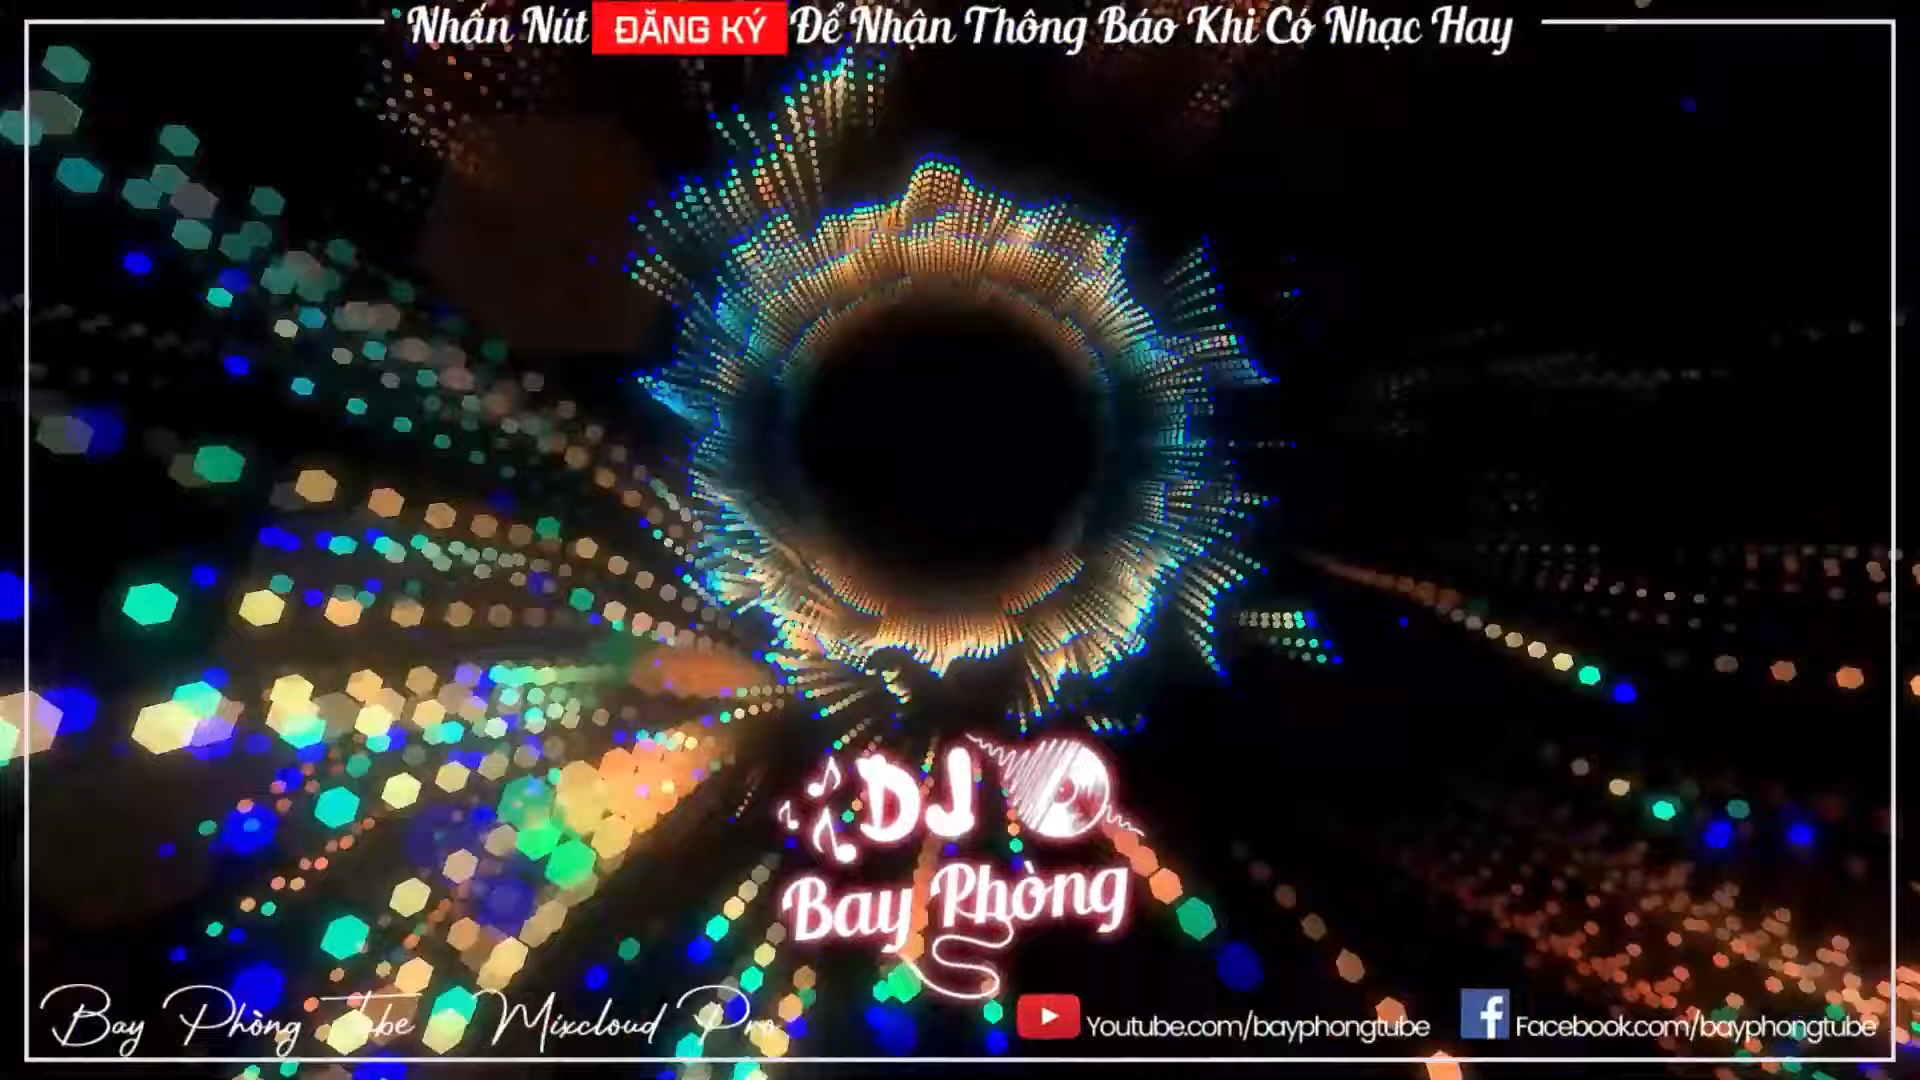 Nhấn Nút ĐĂNG KÝ Để Nhận Thông Báo Khi Có Nhạc Hay
DJ
Bay Phòng
Bay Phòng Tube Mixcloud Pro
Youtube.com/bayphongtube
Facebook.com/bayphongtube